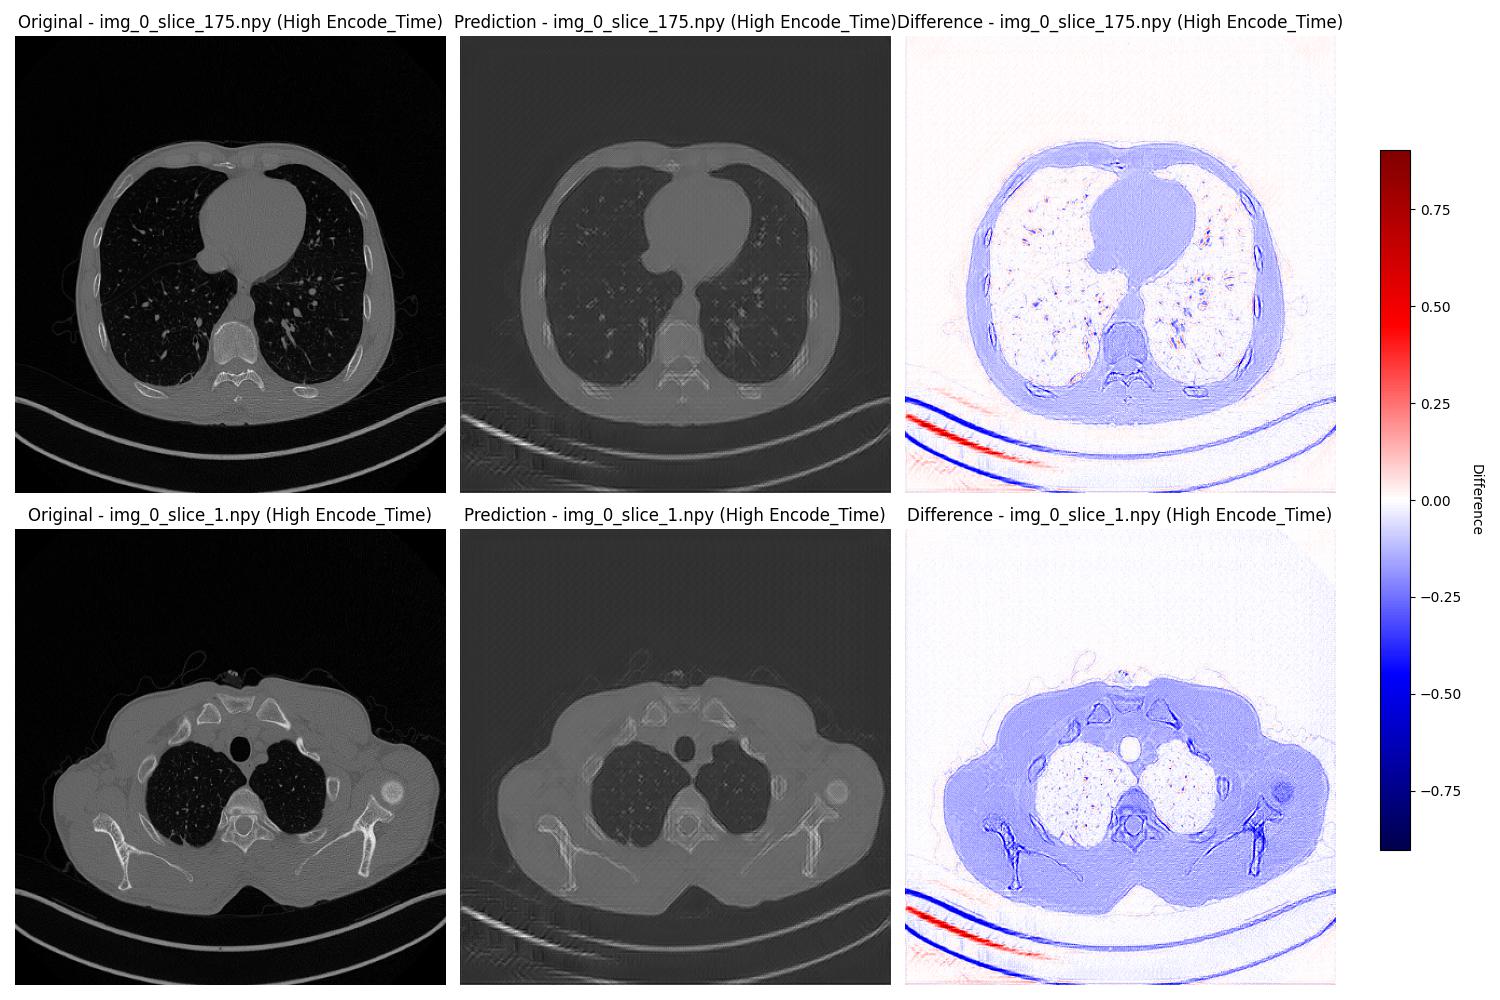 Original - img_0_slice_175.npy (High Encode_Time)
Prediction - img_0_slice_175.npy (High Encode_Time)
Difference - img_0_slice_175.npy (High Encode_Time)
Original - img_0_slice_1.npy (High Encode_Time)
Prediction - img_0_slice_1.npy (High Encode_Time)
Difference - img_0_slice_1.npy (High Encode_Time)
0.75
0.50
0.25
0.00
−0.25
−0.50
−0.75
Difference